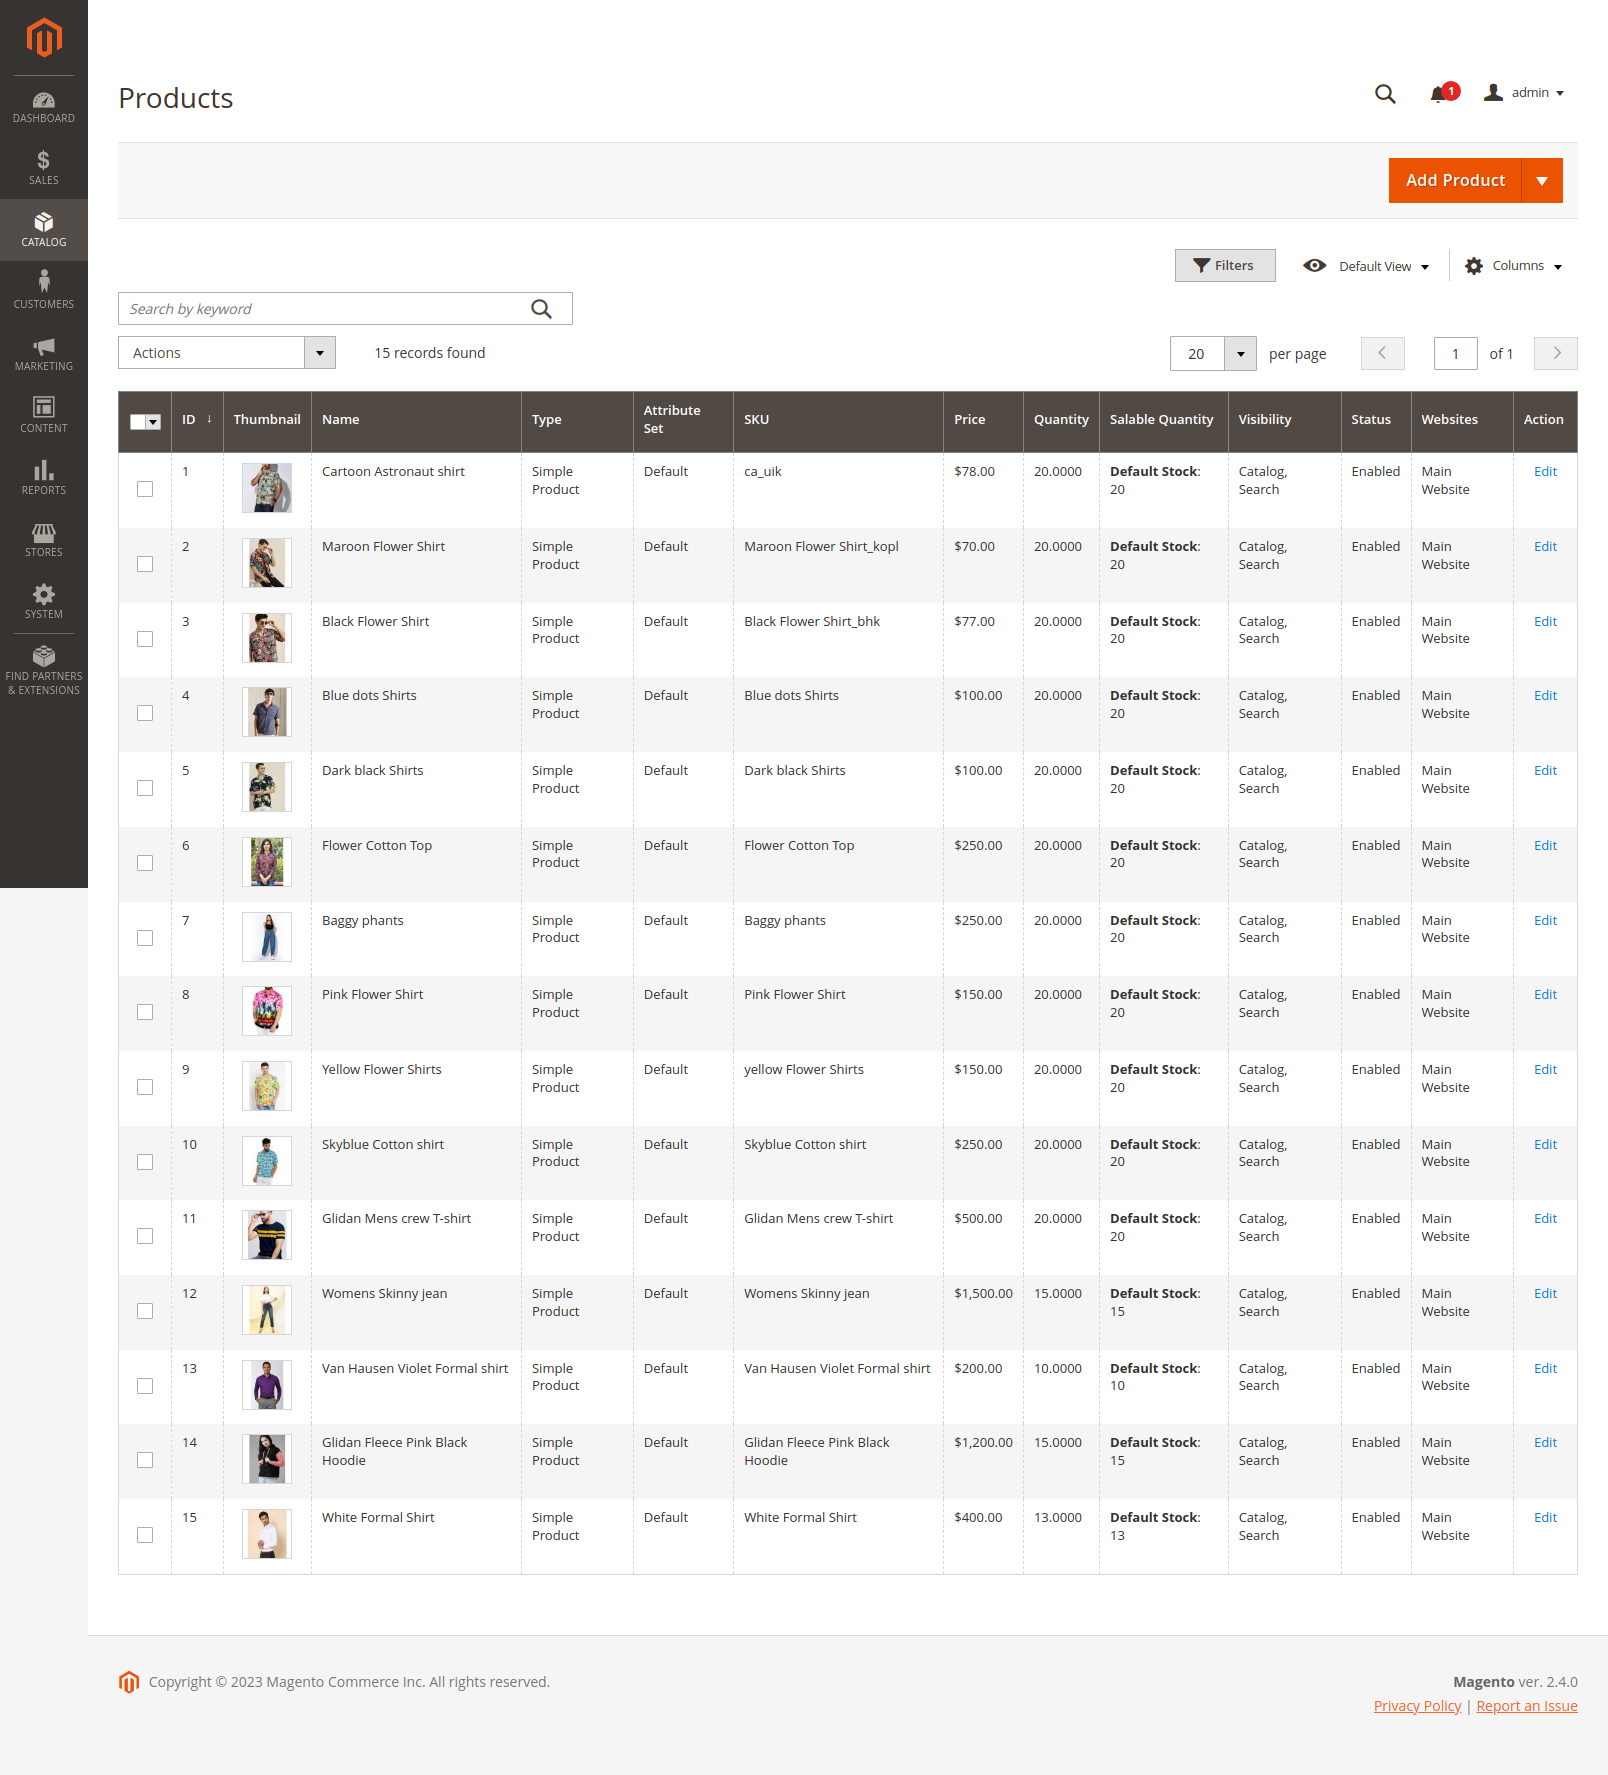 DASHBOARD
SALES
CATALOG
CUSTOMERS
MARKETING
CONTENT
REPORTS
STORES
SYSTEM
FIND PARTNERS
& EXTENSIONS
Products
1
admin
Add Product
Filters
Default View
Columns
Search by keyword
Actions
15 records found
20
per page
1
of 1
ID ↓ Thumbnail Name Type Attribute Set SKU Price Quantity Salable Quantity Visibility Status Websites Action
1 Cartoon Astronaut shirt Simple Product Default ca_uik $78.00 20.0000 Default Stock: 20 Catalog, Search Enabled Main Website Edit
2 Maroon Flower Shirt Simple Product Default Maroon Flower Shirt_kopl $70.00 20.0000 Default Stock: 20 Catalog, Search Enabled Main Website Edit
3 Black Flower Shirt Simple Product Default Black Flower Shirt_bhk $77.00 20.0000 Default Stock: 20 Catalog, Search Enabled Main Website Edit
4 Blue dots Shirts Simple Product Default Blue dots Shirts $100.00 20.0000 Default Stock: 20 Catalog, Search Enabled Main Website Edit
5 Dark black Shirts Simple Product Default Dark black Shirts $100.00 20.0000 Default Stock: 20 Catalog, Search Enabled Main Website Edit
6 Flower Cotton Top Simple Product Default Flower Cotton Top $250.00 20.0000 Default Stock: 20 Catalog, Search Enabled Main Website Edit
7 Baggy phants Simple Product Default Baggy phants $250.00 20.0000 Default Stock: 20 Catalog, Search Enabled Main Website Edit
8 Pink Flower Shirt Simple Product Default Pink Flower Shirt $150.00 20.0000 Default Stock: 20 Catalog, Search Enabled Main Website Edit
9 Yellow Flower Shirts Simple Product Default yellow Flower Shirts $150.00 20.0000 Default Stock: 20 Catalog, Search Enabled Main Website Edit
10 Skyblue Cotton shirt Simple Product Default Skyblue Cotton shirt $250.00 20.0000 Default Stock: 20 Catalog, Search Enabled Main Website Edit
11 Glidan Mens crew T-shirt Simple Product Default Glidan Mens crew T-shirt $500.00 20.0000 Default Stock: 20 Catalog, Search Enabled Main Website Edit
12 Womens Skinny jean Simple Product Default Womens Skinny jean $1,500.00 15.0000 Default Stock: 15 Catalog, Search Enabled Main Website Edit
13 Van Hausen Violet Formal shirt Simple Product Default Van Hausen Violet Formal shirt $200.00 10.0000 Default Stock: 10 Catalog, Search Enabled Main Website Edit
14 Glidan Fleece Pink Black Hoodie Simple Product Default Glidan Fleece Pink Black Hoodie $1,200.00 15.0000 Default Stock: 15 Catalog, Search Enabled Main Website Edit
15 White Formal Shirt Simple Product Default White Formal Shirt $400.00 13.0000 Default Stock: 13 Catalog, Search Enabled Main Website Edit
Copyright © 2023 Magento Commerce Inc. All rights reserved.
Magento ver. 2.4.0
Privacy Policy | Report an Issue